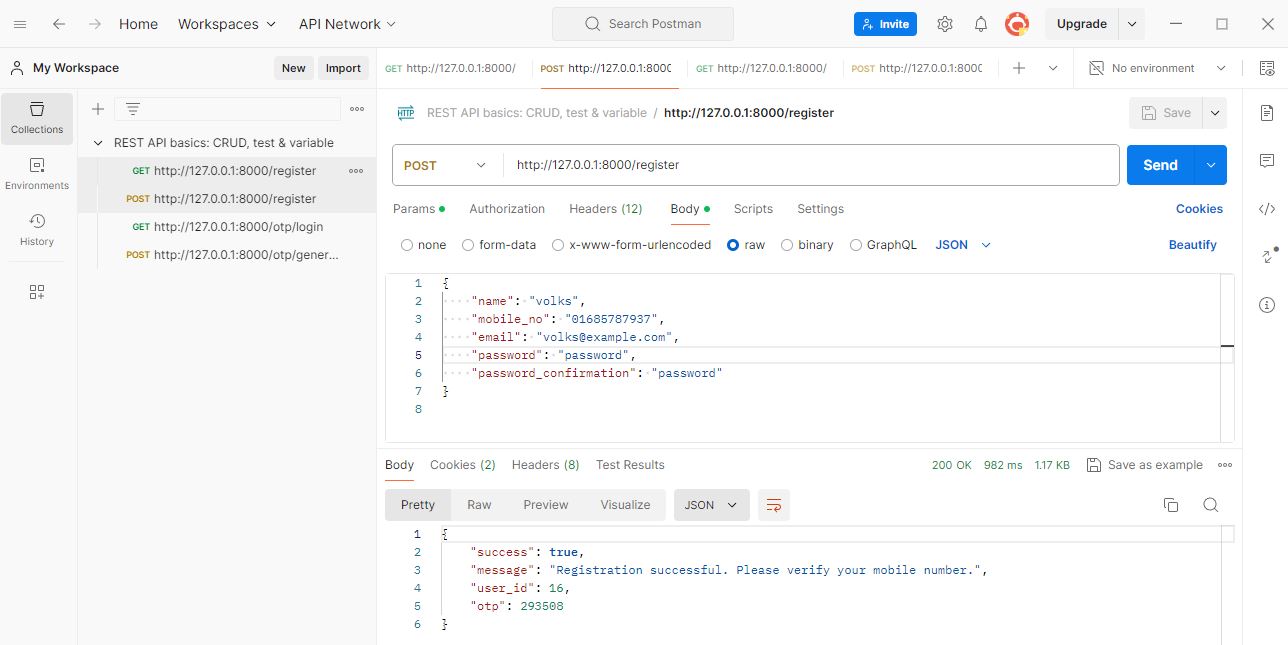 Home Workspaces API Network Search Postman Invite Upgrade
My Workspace New Import
GET http://127.0.0.1:8000/ POST http://127.0.0.1:8000 GET http://127.0.0.1:8000/ POST http://127.0.0.1:8000 No environment
Collections
Environments
History
REST API basics: CRUD, test & variable
GET http://127.0.0.1:8000/register
POST http://127.0.0.1:8000/register
GET http://127.0.0.1:8000/otp/login
POST http://127.0.0.1:8000/otp/gener...
HTTP REST API basics: CRUD, test & variable / http://127.0.0.1:8000/register Save
POST http://127.0.0.1:8000/register Send
Params Authorization Headers (12) Body Scripts Settings Cookies
none form-data x-www-form-urlencoded raw binary GraphQL JSON Beautify
1 {
2 "name": "volks",
3 "mobile_no": "01685787937",
4 "email": "volks@example.com",
5 "password": "password",
6 "password_confirmation": "password"
7 }
8
Body Cookies (2) Headers (8) Test Results 200 OK 982 ms 1.17 KB Save as example
Pretty Raw Preview Visualize JSON
1 {
2 "success": true,
3 "message": "Registration successful. Please verify your mobile number.",
4 "user_id": 16,
5 "otp": 293508
6 }